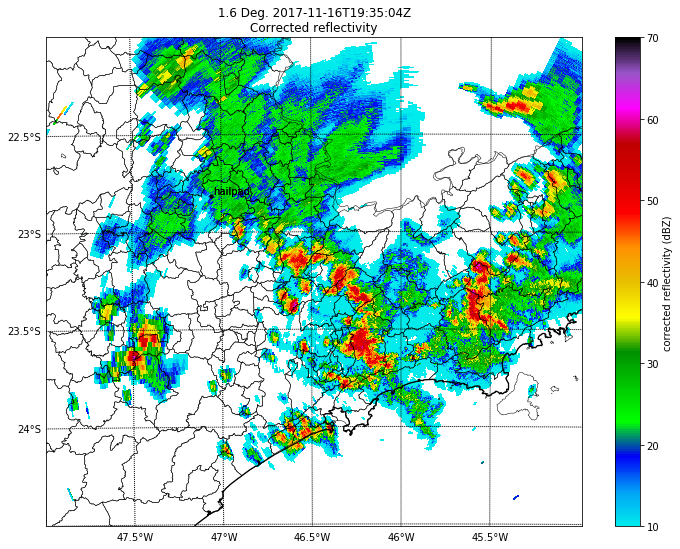 1.6 Deg. 2017-11-16T19:35:04Z
Corrected reflectivity
22.5°S
23°S
23.5°S
24°S
47.5°W
47°W
46.5°W
46°W
45.5°W
hailpad
70
60
50
40
30
20
10
corrected reflectivity (dBZ)